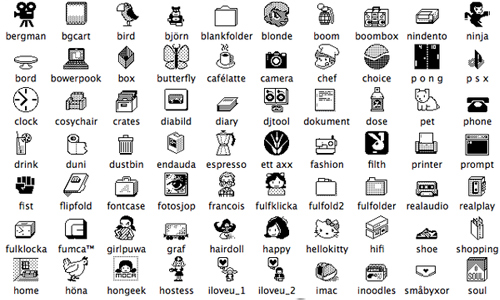 bergman bgcart bird björn blankfolder blonde boom boombox nindento ninja
bord bowerpook box butterfly cafélatte camera chef choice p o n g p s x
clock cosychair crates diabild diary djtool dokument dose pet phone
drink duni dustbin endauda espresso ett axx fashion filth printer prompt
fist flipfold fontcase fotosjop francois fulfklicka fulfold2 fulfolder realaudio realplay
fulklocka fumca™ girlpuwa graf hairdoll happy hellokitty hifi shoe shopping
home höna hongeek hostess iloveu_1 iloveu_2 imac inoodles småbyxor soul